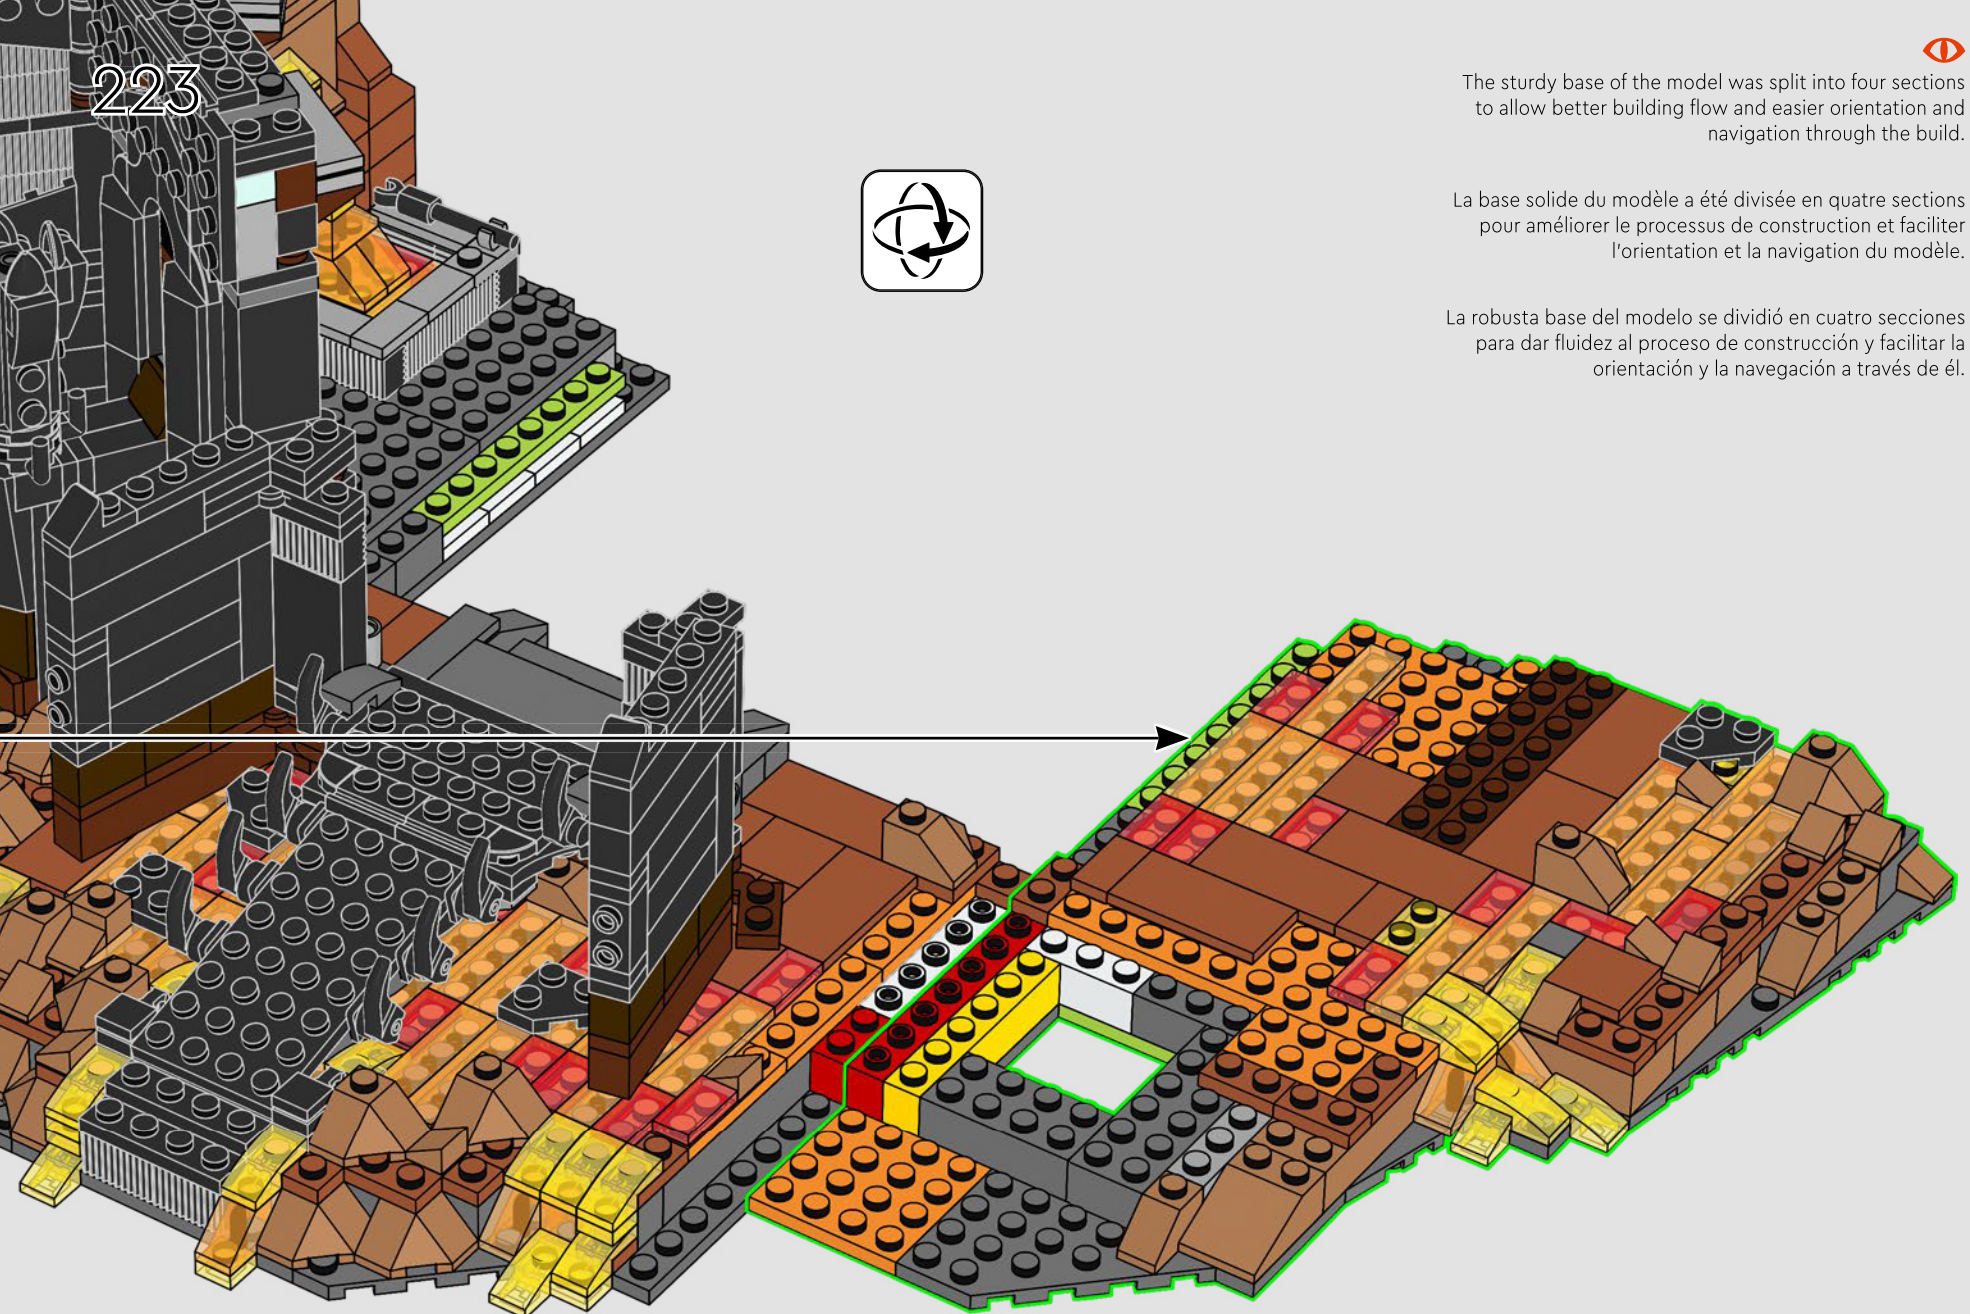 223
The sturdy base of the model was split into four sections
to allow better building flow and easier orientation and
navigation through the build.
La base solide du modèle a été divisée en quatre sections
pour améliorer le processus de construction et faciliter
l'orientation et la navigation du modèle.
La robusta base del modelo se dividió en cuatro secciones
para dar fluidez al proceso de construcción y facilitar la
orientación y la navegación a través de él.